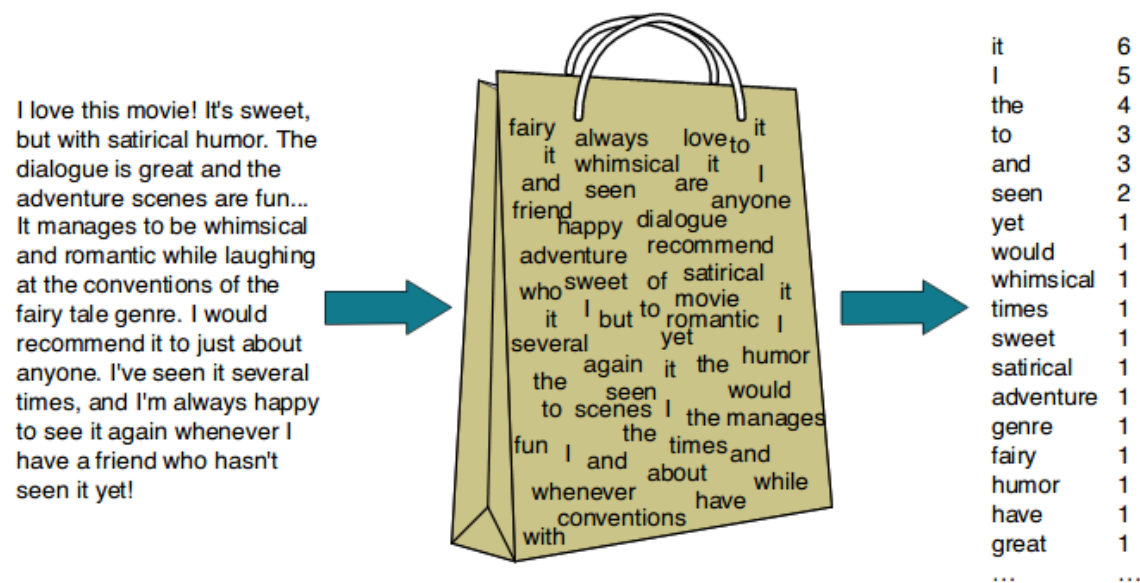 I love this movie! It's sweet,
but with satirical humor. The
dialogue is great and the
adventure scenes are fun...
It manages to be whimsical
and romantic while laughing
at the conventions of the
fairy tale genre. I would
recommend it to just about
anyone. I've seen it several
times, and I'm always happy
to see it again whenever I
have a friend who hasn't
seen it yet!
fairy always love to it
it whimsical it I
and seen are anyone
friend happy dialogue
adventure recommend
who sweet of satirical
it I but to movie it
several yet romantic I
again it the humor
the seen would
to scenes I the manages
fun I the times and
and about while
whenever have
conventions
with
it 6
I 5
the 4
to 3
and 3
seen 2
yet 1
would 1
whimsical 1
times 1
sweet 1
satirical 1
adventure 1
genre 1
fairy 1
humor 1
have 1
great 1
... ...